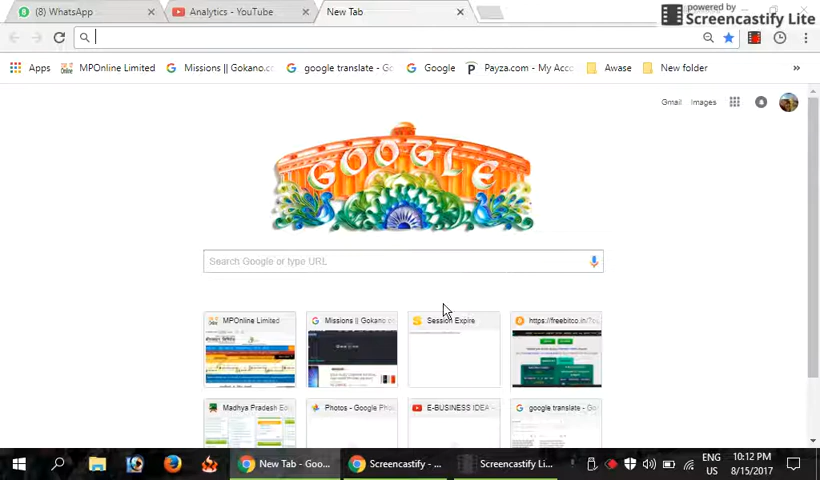 (8) WhatsApp
Analytics - YouTube
New Tab
powered by
Screencastify Lite
Apps
MPOnline Limited
Missions || Gokano.c
google translate - Go
Google
Payza.com - My Acc
Awase
New folder
»
Gmail
Images
GOOGLE
Search Google or type URL
MPOnline Limited
Missions || Gokano.c
Session Expire
https://freebitco.in/?o
Madhya Pradesh Ed
Photos - Google Pho
E-BUSINESS IDEA -
google translate - Go
New Tab - Goo...
Screencastify - ...
Screencastify Li...
ENG
US
10:12 PM
8/15/2017